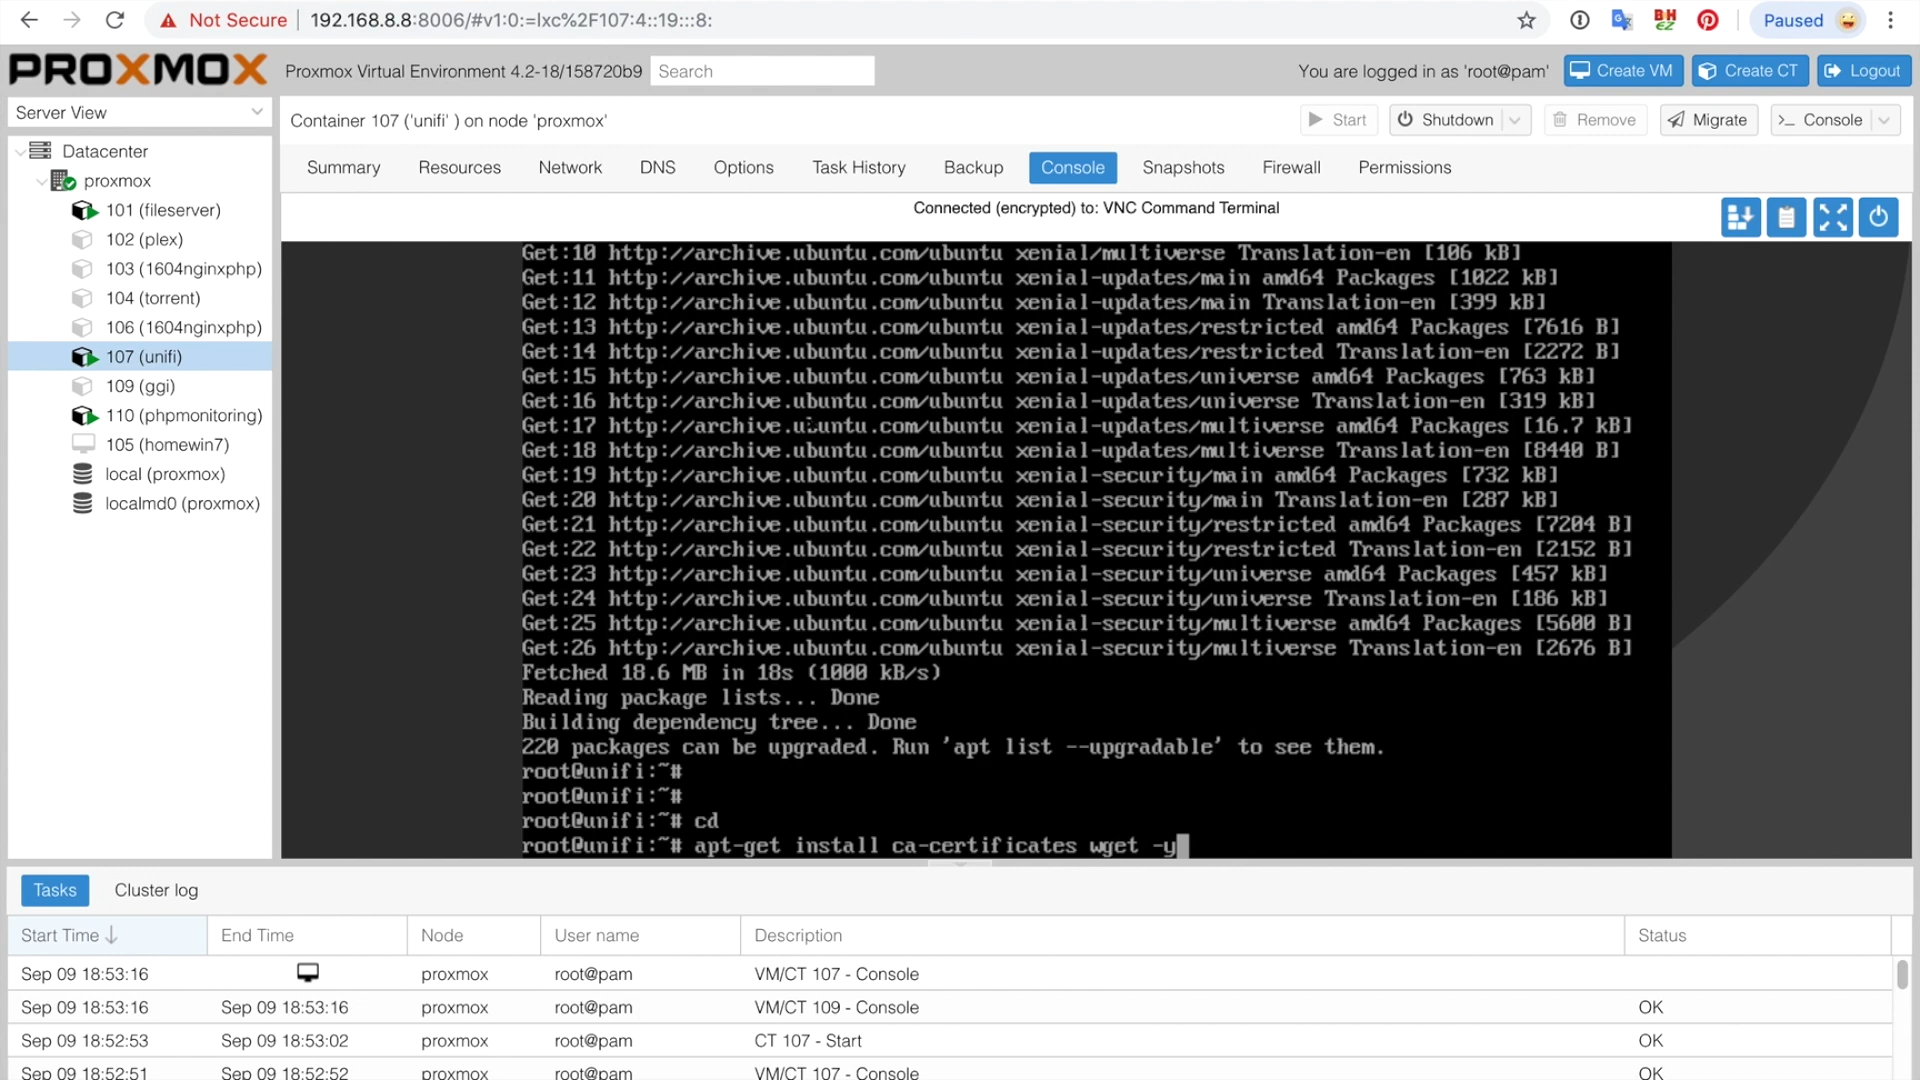 Not Secure
192.168.8.8:8006/#v1:0:=lxc%2F107:4::19:::8:
BH
EZ
Paused
PROXMOX
Proxmox Virtual Environment 4.2-18/158720b9
Search
You are logged in as 'root@pam'
Create VM
Create CT
Logout
Server View
Container 107 ('unifi' ) on node 'proxmox'
Start
Shutdown
Remove
Migrate
Console
Datacenter
proxmox
101 (fileserver)
102 (plex)
103 (1604nginxphp)
104 (torrent)
106 (1604nginxphp)
107 (unifi)
109 (ggi)
110 (phpmonitoring)
105 (homewin7)
local (proxmox)
localmd0 (proxmox)
Summary
Resources
Network
DNS
Options
Task History
Backup
Console
Snapshots
Firewall
Permissions
Connected (encrypted) to: VNC Command Terminal
Get:10 http://archive.ubuntu.com/ubuntu xenial/multiverse Translation-en [106 kB]
Get:11 http://archive.ubuntu.com/ubuntu xenial-updates/main amd64 Packages [1022 kB]
Get:12 http://archive.ubuntu.com/ubuntu xenial-updates/main Translation-en [399 kB]
Get:13 http://archive.ubuntu.com/ubuntu xenial-updates/restricted amd64 Packages [7616 B]
Get:14 http://archive.ubuntu.com/ubuntu xenial-updates/restricted Translation-en [2272 B]
Get:15 http://archive.ubuntu.com/ubuntu xenial-updates/universe amd64 Packages [763 kB]
Get:16 http://archive.ubuntu.com/ubuntu xenial-updates/universe Translation-en [319 kB]
Get:17 http://archive.ubuntu.com/ubuntu xenial-updates/multiverse amd64 Packages [16.7 kB]
Get:18 http://archive.ubuntu.com/ubuntu xenial-updates/multiverse Translation-en [8440 B]
Get:19 http://archive.ubuntu.com/ubuntu xenial-security/main amd64 Packages [732 kB]
Get:20 http://archive.ubuntu.com/ubuntu xenial-security/main Translation-en [287 kB]
Get:21 http://archive.ubuntu.com/ubuntu xenial-security/restricted amd64 Packages [7204 B]
Get:22 http://archive.ubuntu.com/ubuntu xenial-security/restricted Translation-en [2152 B]
Get:23 http://archive.ubuntu.com/ubuntu xenial-security/universe amd64 Packages [457 kB]
Get:24 http://archive.ubuntu.com/ubuntu xenial-security/universe Translation-en [186 kB]
Get:25 http://archive.ubuntu.com/ubuntu xenial-security/multiverse amd64 Packages [5600 B]
Get:26 http://archive.ubuntu.com/ubuntu xenial-security/multiverse Translation-en [2676 B]
Fetched 18.6 MB in 18s (1000 kB/s)
Reading package lists... Done
Building dependency tree... Done
220 packages can be upgraded. Run 'apt list --upgradable' to see them.
root@unifi:~#
root@unifi:~#
root@unifi:~# cd
root@unifi:~# apt-get install ca-certificates wget -y
Tasks
Cluster log
Start Time
End Time
Node
User name
Description
Status
Sep 09 18:53:16 proxmox root@pam VM/CT 107 - Console
Sep 09 18:53:16 Sep 09 18:53:16 proxmox root@pam VM/CT 109 - Console OK
Sep 09 18:52:53 Sep 09 18:53:02 proxmox root@pam CT 107 - Start OK
Sep 09 18:52:51 Sep 09 18:52:52 proxmox root@pam VM/CT 107 - Console OK